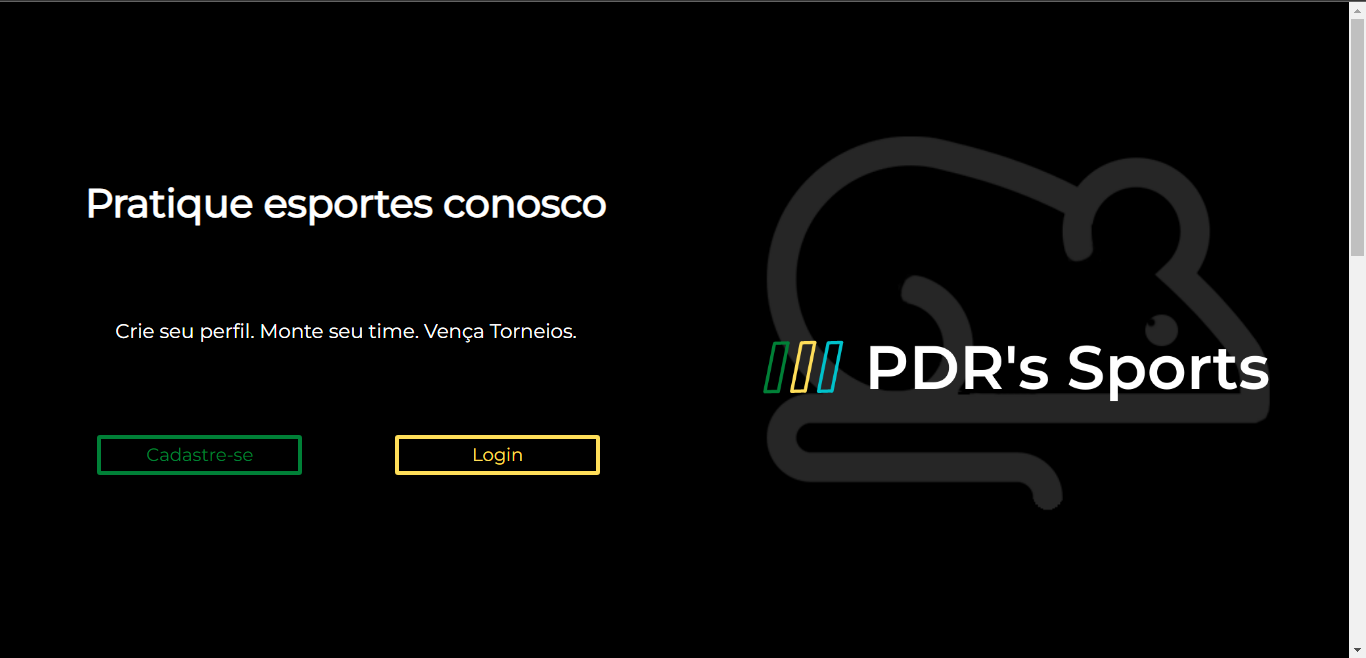 Pratique esportes conosco
Crie seu perfil. Monte seu time. Vença Torneios.
Cadastre-se
Login
PDR's Sports